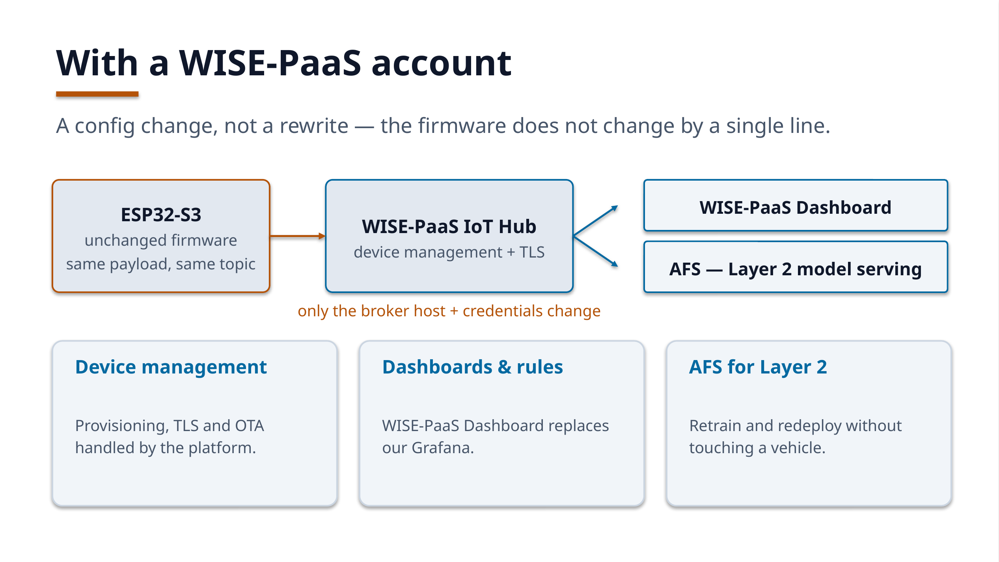 With a WISE-PaaS account
A config change, not a rewrite — the firmware does not change by a single line.
ESP32-S3
unchanged firmware
same payload, same topic
WISE-PaaS IoT Hub
device management + TLS
WISE-PaaS Dashboard
AFS — Layer 2 model serving
only the broker host + credentials change
Device management
Provisioning, TLS and OTA
handled by the platform.
Dashboards & rules
WISE-PaaS Dashboard replaces
our Grafana.
AFS for Layer 2
Retrain and redeploy without
touching a vehicle.